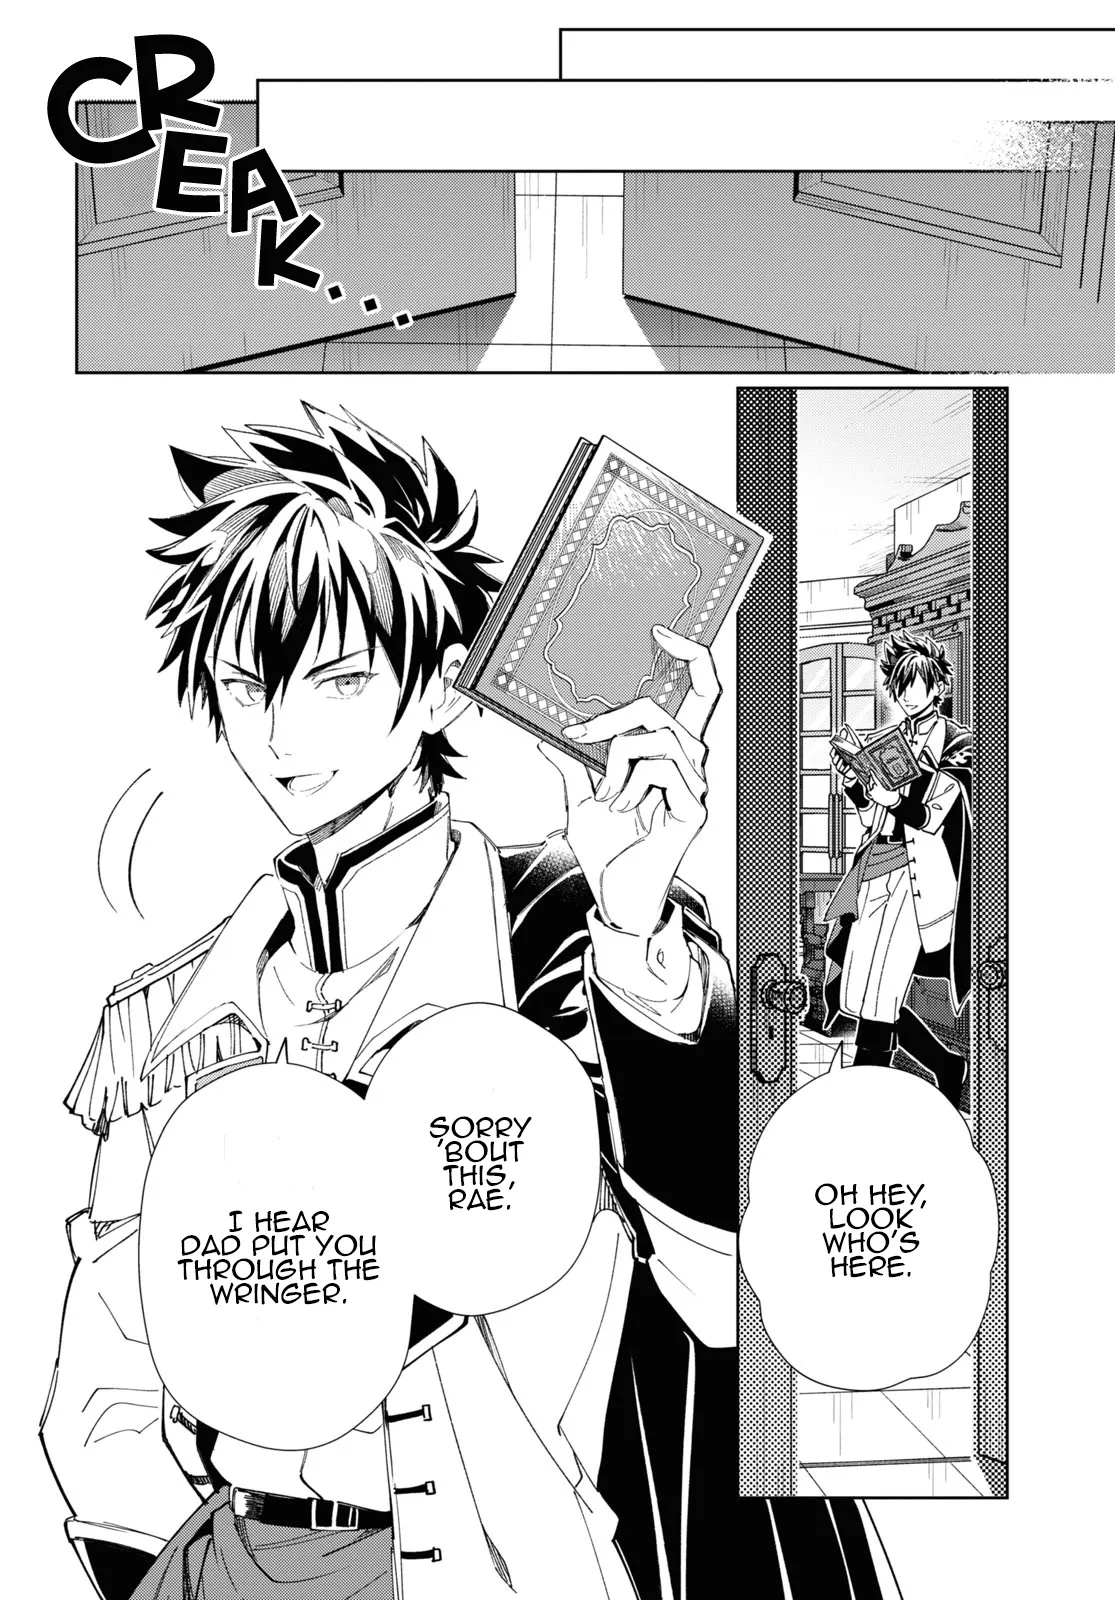 CREAK...
OH HEY,
LOOK
WHO'S
HERE.
SORRY
'BOUT
THIS,
RAE.
I HEAR
DAD PUT YOU
THROUGH THE
WRINGER.